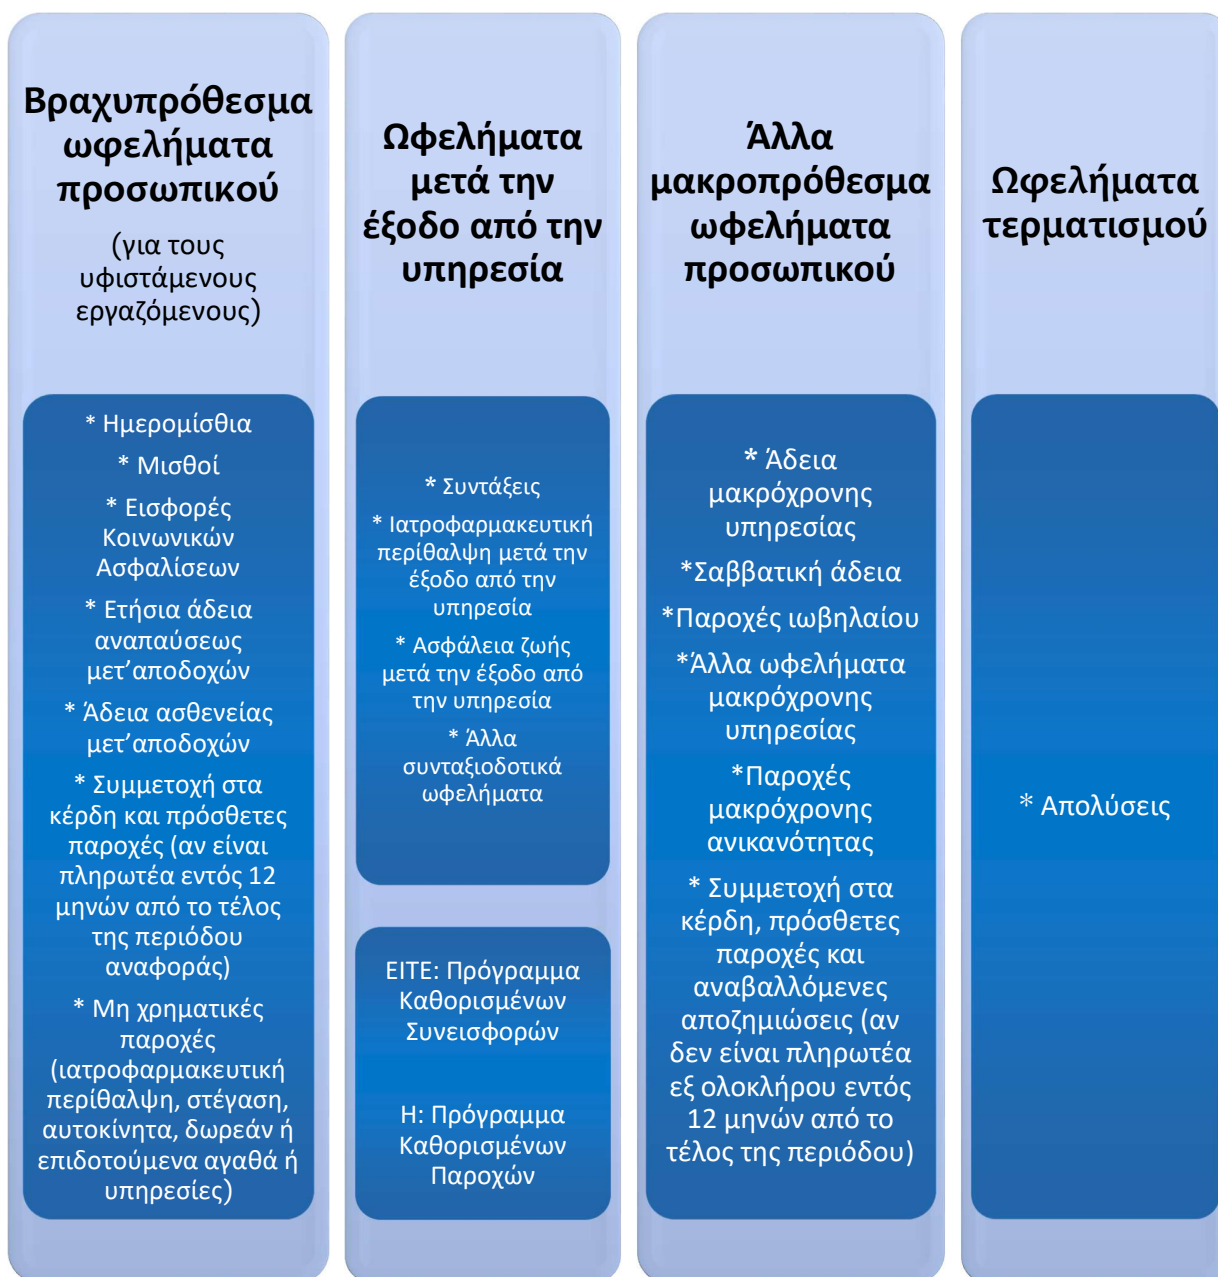 Βραχυπρόθεσμα
ωφελήματα
προσωπικού
(για τους
υφιστάμενους
εργαζόμενους)
* Ημερομίσθια
* Μισθοί
* Εισφορές
Κοινωνικών
Ασφαλίσεων
* Ετήσια άδεια
αναπαύσεως
μετ’αποδοχών
* Άδεια ασθενείας
μετ’αποδοχών
* Συμμετοχή στα
κέρδη και πρόσθετες
παροχές (αν είναι
πληρωτέα εντός 12
μηνών από το τέλος
της περιόδου
αναφοράς)
* Μη χρηματικές
παροχές
(ιατροφαρμακευτική
περίθαλψη, στέγαση,
αυτοκίνητα, δωρεάν ή
επιδοτούμενα αγαθά ή
υπηρεσίες)
Ωφελήματα
μετά την
έξοδο από την
υπηρεσία
* Συντάξεις
* Ιατροφαρμακευτική
περίθαλψη μετά την
έξοδο από την
υπηρεσία
* Ασφάλεια ζωής
μετά την έξοδο από
την υπηρεσία
* Άλλα
συνταξιοδοτικά
ωφελήματα
ΕΙΤΕ: Πρόγραμμα
Καθορισμένων
Συνεισφορών
Η: Πρόγραμμα
Καθορισμένων
Παροχών
Άλλα
μακροπρόθεσμα
ωφελήματα
προσωπικού
* Άδεια
μακρόχρονης
υπηρεσίας
*Σαββατική άδεια
*Παροχές ιωβηλαίου
*Άλλα ωφελήματα
μακρόχρονης
υπηρεσίας
*Παροχές
μακρόχρονης
ανικανότητας
* Συμμετοχή στα
κέρδη, πρόσθετες
παροχές και
αναβαλλόμενες
αποζημιώσεις (αν
δεν είναι πληρωτέα
εξ ολοκλήρου εντός
12 μηνών από το
τέλος της περιόδου)
Ωφελήματα
τερματισμού
* Απολύσεις